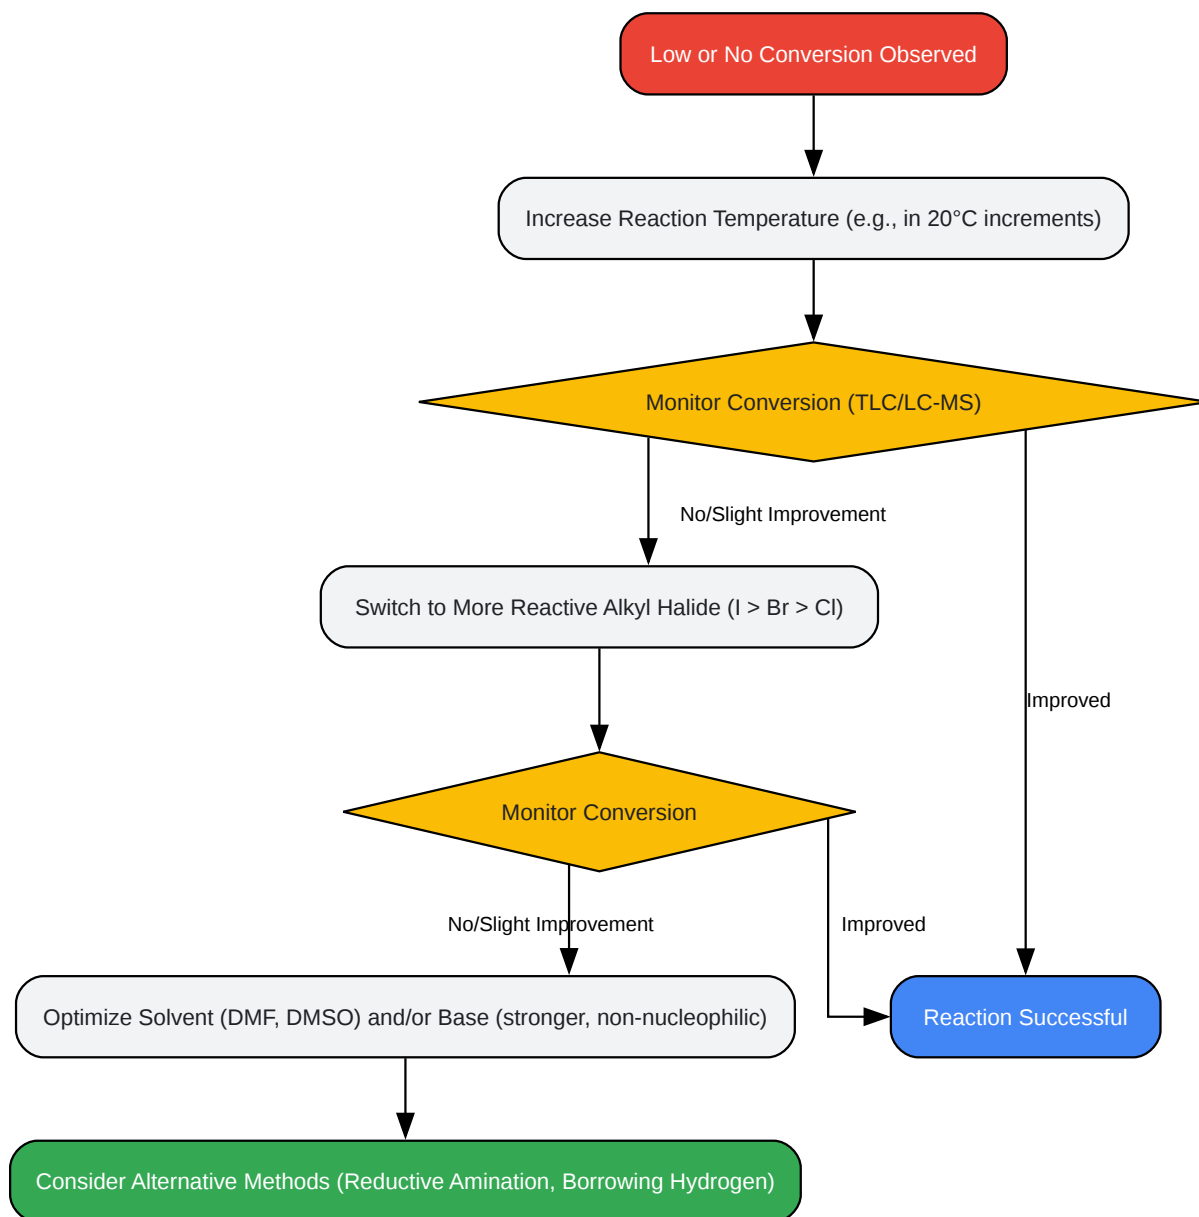 Low or No Conversion Observed
Increase Reaction Temperature (e.g., in 20°C increments)
Monitor Conversion (TLC/LC-MS)
No/Slight Improvement
Switch to More Reactive Alkyl Halide (I > Br > Cl)
Improved
Monitor Conversion
No/Slight Improvement
Improved
Optimize Solvent (DMF, DMSO) and/or Base (stronger, non-nucleophilic)
Reaction Successful
Consider Alternative Methods (Reductive Amination, Borrowing Hydrogen)